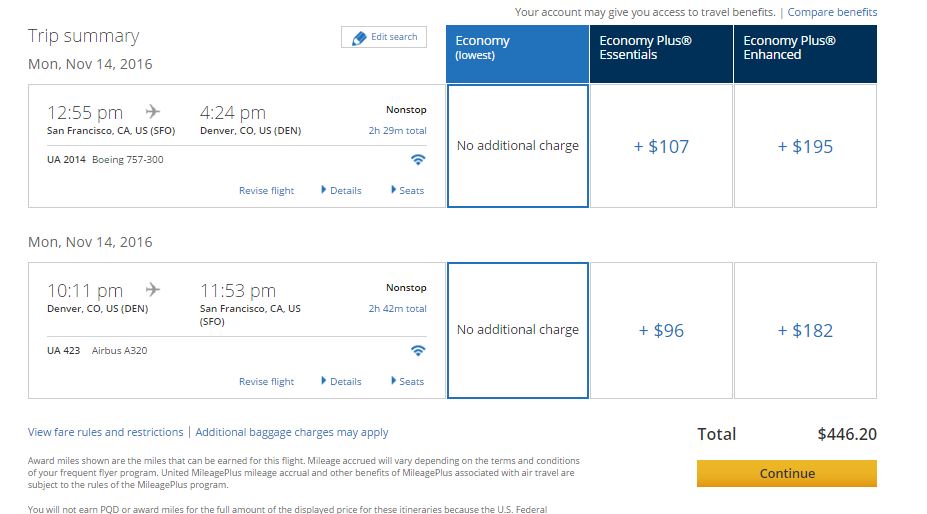 Your account may give you access to travel benefits. | Compare benefits
Trip summary
Edit search
Mon, Nov 14, 2016
Economy
(lowest)
Economy Plus®
Essentials
Economy Plus®
Enhanced
12:55 pm
4:24 pm
Nonstop
San Francisco, CA, US (SFO)
Denver, CO, US (DEN)
2h 29m total
UA 2014 Boeing 757-300
Revise flight
Details
Seats
No additional charge
+ $107
+ $195
Mon, Nov 14, 2016
10:11 pm
11:53 pm
Nonstop
Denver, CO, US (DEN)
San Francisco, CA, US
(SFO)
2h 42m total
UA 423 Airbus A320
Revise flight
Details
Seats
No additional charge
+ $96
+ $182
View fare rules and restrictions | Additional baggage charges may apply
Total $446.20
Continue
Award miles shown are the miles that can be earned for this flight. Mileage accrued will vary depending on the terms and conditions
of your frequent flyer program. United MileagePlus mileage accrual and other benefits of MileagePlus associated with air travel are
subject to the rules of the MileagePlus program.
You will not earn PQD or award miles for the full amount of the displayed price for these itineraries because the U.S. Federal